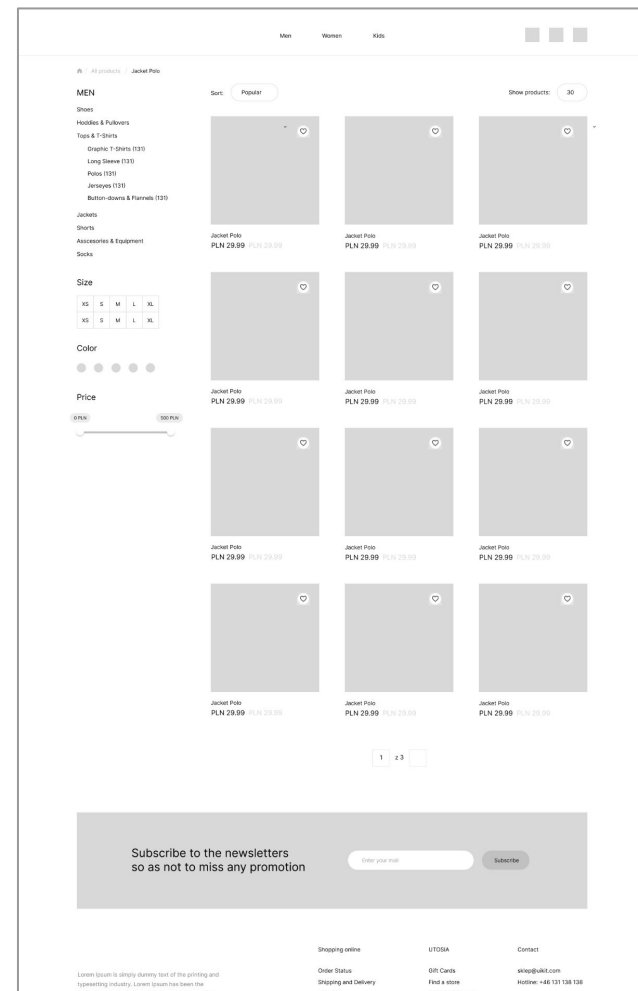 Men Women Kids
/ All products / Jacket Polo
MEN
Shoes
Hoddies & Pullovers
Tops & T-Shirts
Graphic T-Shirts (131)
Long Sleeve (131)
Polos (131)
Jerseyes (131)
Button-downs & Flannels (131)
Jackets
Shorts
Asscesories & Equipment
Socks
Size
XS S M L XL
XS S M L XL
Color
Price
0 PLN 500 PLN
Sort: Popular Show products: 30
Jacket Polo Jacket Polo Jacket Polo
PLN 29.99 PLN 29.99 PLN 29.99 PLN 29.99 PLN 29.99 PLN 29.99
Jacket Polo Jacket Polo Jacket Polo
PLN 29.99 PLN 29.99 PLN 29.99 PLN 29.99 PLN 29.99 PLN 29.99
Jacket Polo Jacket Polo Jacket Polo
PLN 29.99 PLN 29.99 PLN 29.99 PLN 29.99 PLN 29.99 PLN 29.99
Jacket Polo Jacket Polo Jacket Polo
PLN 29.99 PLN 29.99 PLN 29.99 PLN 29.99 PLN 29.99 PLN 29.99
1 z 3
Subscribe to the newsletters
so as not to miss any promotion
Enter your mail Subscribe
Lorem Ipsum is simply dummy text of the printing and
typesetting industry. Lorem Ipsum has been the
Shopping online
Order Status
Shipping and Delivery
UTOSIA
Gift Cards
Find a store
Contact
sklep@uikit.com
Hotline: +46 131 138 138